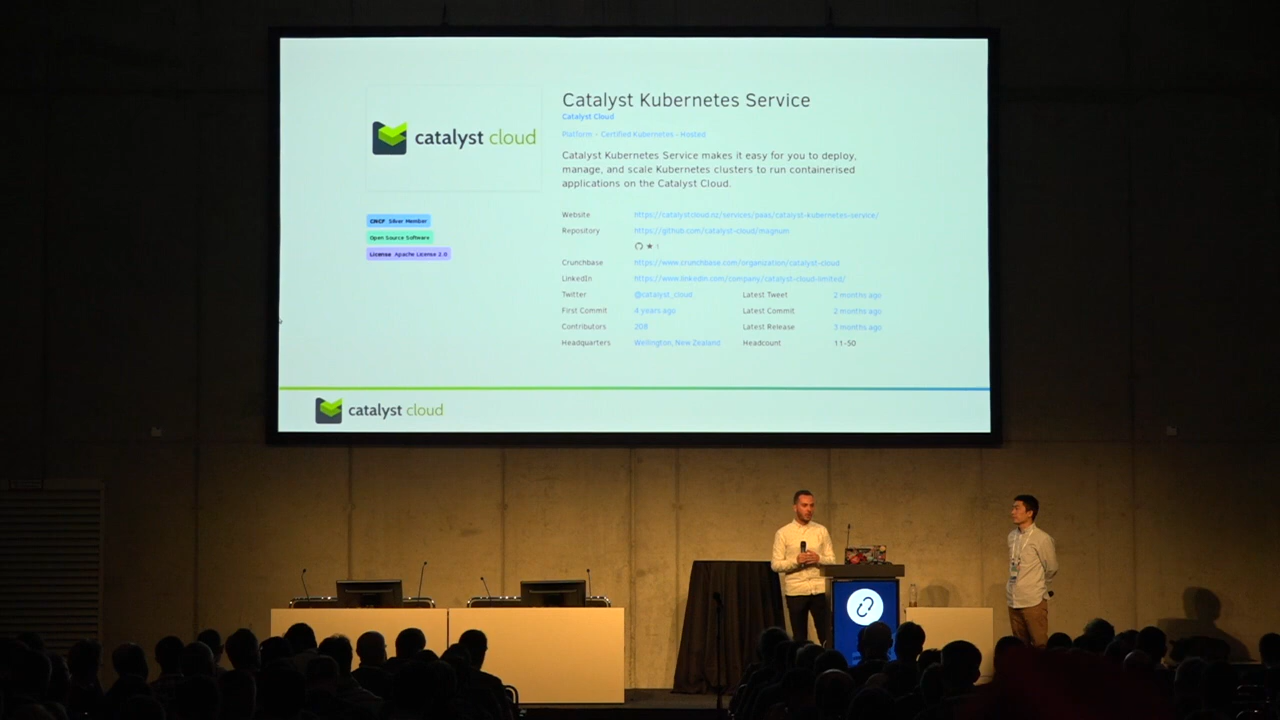 catalyst cloud
CNCF Silver Member
Open Source Software
License Apache License 2.0
Catalyst Kubernetes Service
Catalyst Cloud
Platform - Certified Kubernetes - Hosted
Catalyst Kubernetes Service makes it easy for you to deploy,
manage, and scale Kubernetes clusters to run containerised
applications on the Catalyst Cloud.
Website https://catalystcloud.nz/services/paas/catalyst-kubernetes-service/
Repository https://github.com/catalyst-cloud/magnum
Crunchbase https://www.crunchbase.com/organization/catalyst-cloud
LinkedIn https://www.linkedin.com/company/catalyst-cloud-limited/
Twitter @catalyst_cloud Latest Tweet 2 months ago
First Commit 4 years ago Latest Commit 2 months ago
Contributors 208 Latest Release 3 months ago
Headquarters Wellington, New Zealand Headcount 11-50
catalyst cloud